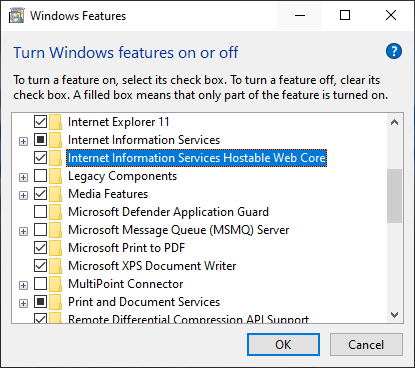 Windows Features
Turn Windows features on or off
?
To turn a feature on, select its check box. To turn a feature off, clear its
check box. A filled box means that only part of the feature is turned on.
Internet Explorer 11
Internet Information Services
Internet Information Services Hostable Web Core
Legacy Components
Media Features
Microsoft Defender Application Guard
Microsoft Message Queue (MSMQ) Server
Microsoft Print to PDF
Microsoft XPS Document Writer
MultiPoint Connector
Print and Document Services
Remote Differential Compression API Support
OK
Cancel